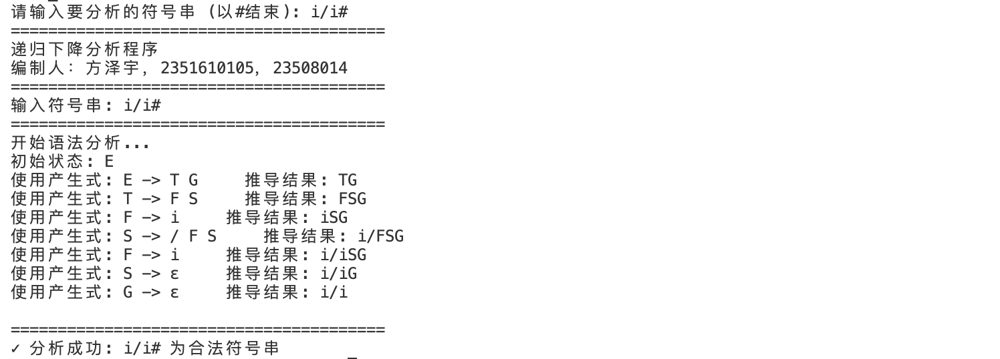 请输入要分析的符号串 (以#结束): i/i#
========================================
递归下降分析程序
编制人: 方泽宇, 2351610105, 23508014
========================================
输入符号串: i/i#
========================================
开始语法分析...
初始状态: E
使用产生式: E -> T G     推导结果: TG
使用产生式: T -> F S     推导结果: FSG
使用产生式: F -> i     推导结果: iSG
使用产生式: S -> / F S     推导结果: i/FSG
使用产生式: F -> i     推导结果: i/iSG
使用产生式: S -> ε     推导结果: i/iG
使用产生式: G -> ε     推导结果: i/i
========================================
✓ 分析成功: i/i# 为合法符号串